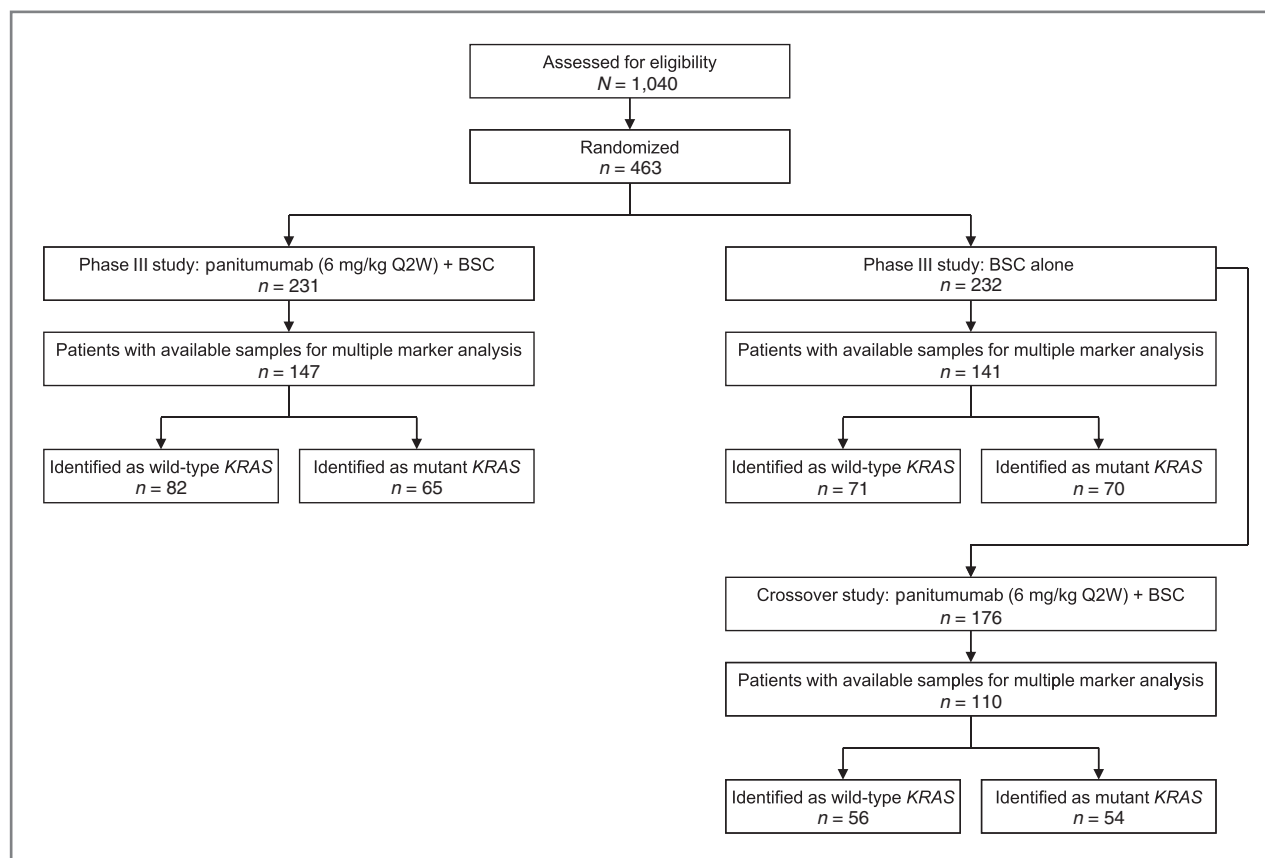 Assessed for eligibility
N = 1,040
Randomized
n = 463
Phase III study: panitumumab (6 mg/kg Q2W) + BSC
n = 231
Phase III study: BSC alone
n = 232
Patients with available samples for multiple marker analysis
n = 147
Patients with available samples for multiple marker analysis
n = 141
Identified as wild-type KRAS
n = 82
Identified as mutant KRAS
n = 65
Identified as wild-type KRAS
n = 71
Identified as mutant KRAS
n = 70
Crossover study: panitumumab (6 mg/kg Q2W) + BSC
n = 176
Patients with available samples for multiple marker analysis
n = 110
Identified as wild-type KRAS
n = 56
Identified as mutant KRAS
n = 54